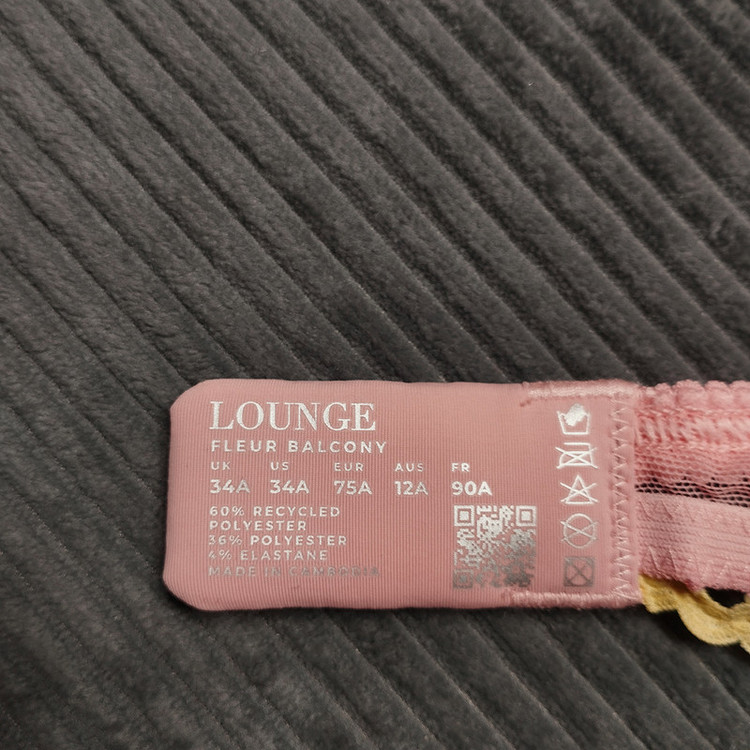 LOUNGE
FLEUR BALCONY
UK US EUR AUS FR
34A 34A 75A 12A 90A
60% RECYCLED
POLYESTER
36% POLYESTER
4% ELASTANE
MADE IN CAMBODIA